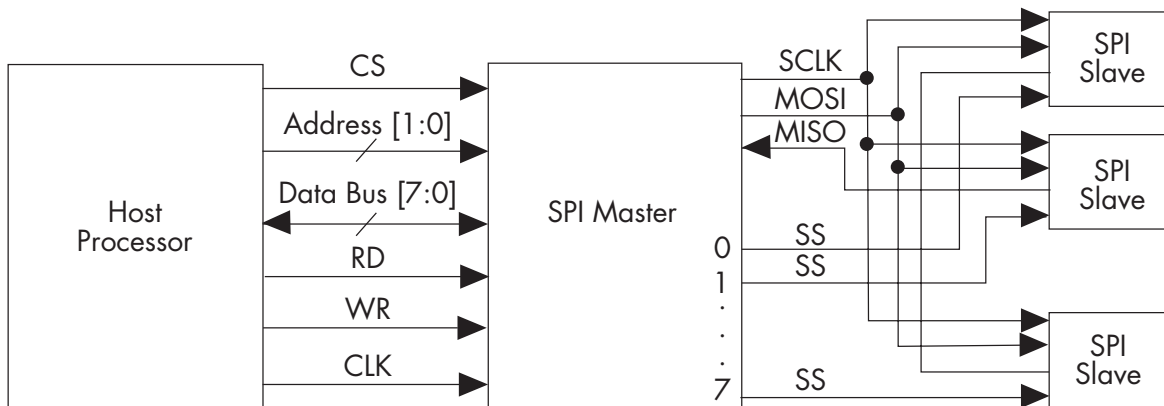 CS
Address [1:0]
Data Bus [7:0]
RD
WR
CLK
Host
Processor
SPI Master
SCLK
MOSI
MISO
0
SS
1
SS
.
.
.
7
SS
SPI
Slave
SPI
Slave
SPI
Slave